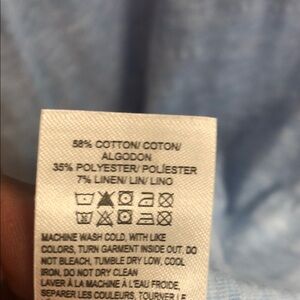 58% COTTON/ COTON/
ALGODON
35% POLYESTER/ POLIESTER
7% LINEN/ LIN/ LINO
MACHINE WASH COLD, WITH LIKE
COLORS, TURN GARMENT INSIDE OUT, DO
NOT BLEACH, TUMBLE DRY LOW, COOL
IRON, DO NOT DRY CLEAN
LAVER À LA MACHINE À L'EAU FROIDE,
SÉPARER LES COULEURS, TOURNER LE